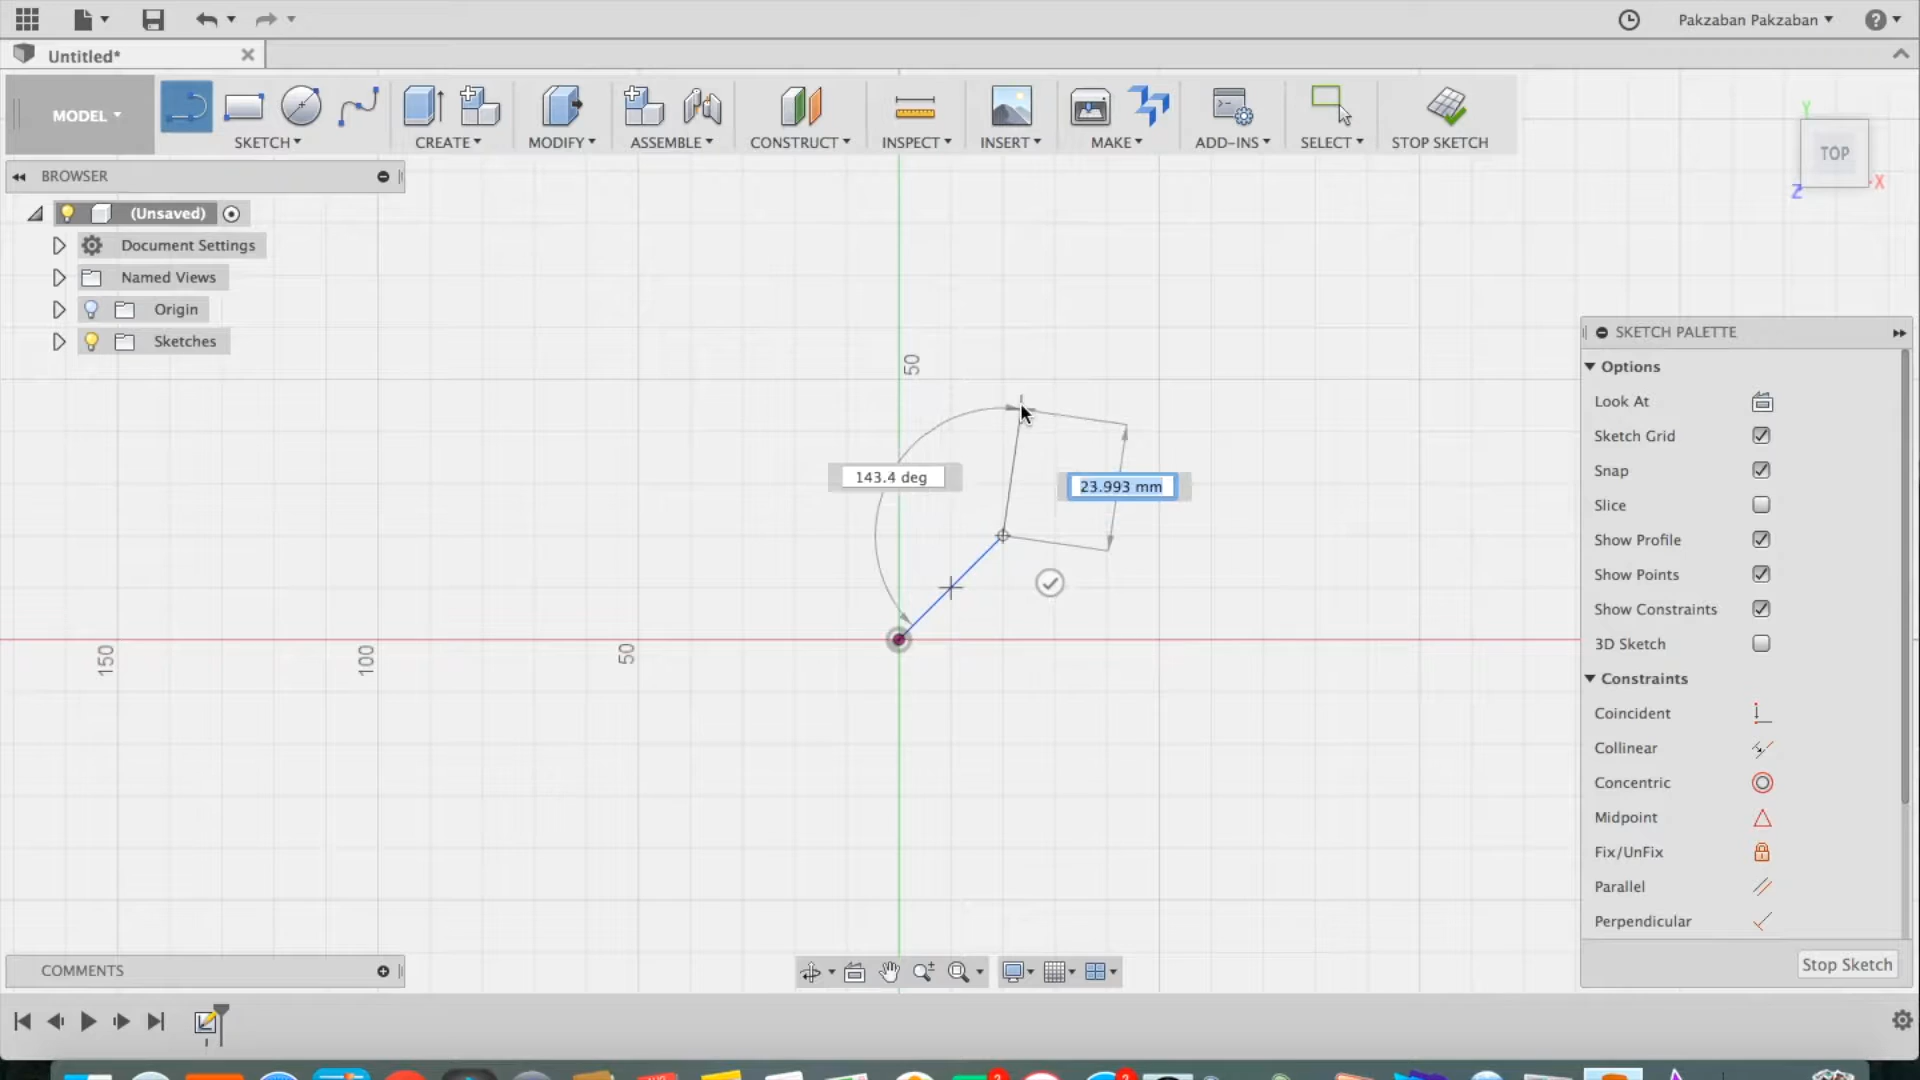 Pakzaban Pakzaban
Untitled*
MODEL
SKETCH
CREATE
MODIFY
ASSEMBLE
CONSTRUCT
INSPECT
INSERT
MAKE
ADD-INS
SELECT
STOP SKETCH
Y
TOP
X
Z
BROWSER
(Unsaved)
Document Settings
Named Views
Origin
Sketches
50
143.4 deg
23.993 mm
150
100
50
SKETCH PALETTE
Options
Look At
Sketch Grid
Snap
Slice
Show Profile
Show Points
Show Constraints
3D Sketch
Constraints
Coincident
Collinear
Concentric
Midpoint
Fix/UnFix
Parallel
Perpendicular
Stop Sketch
COMMENTS